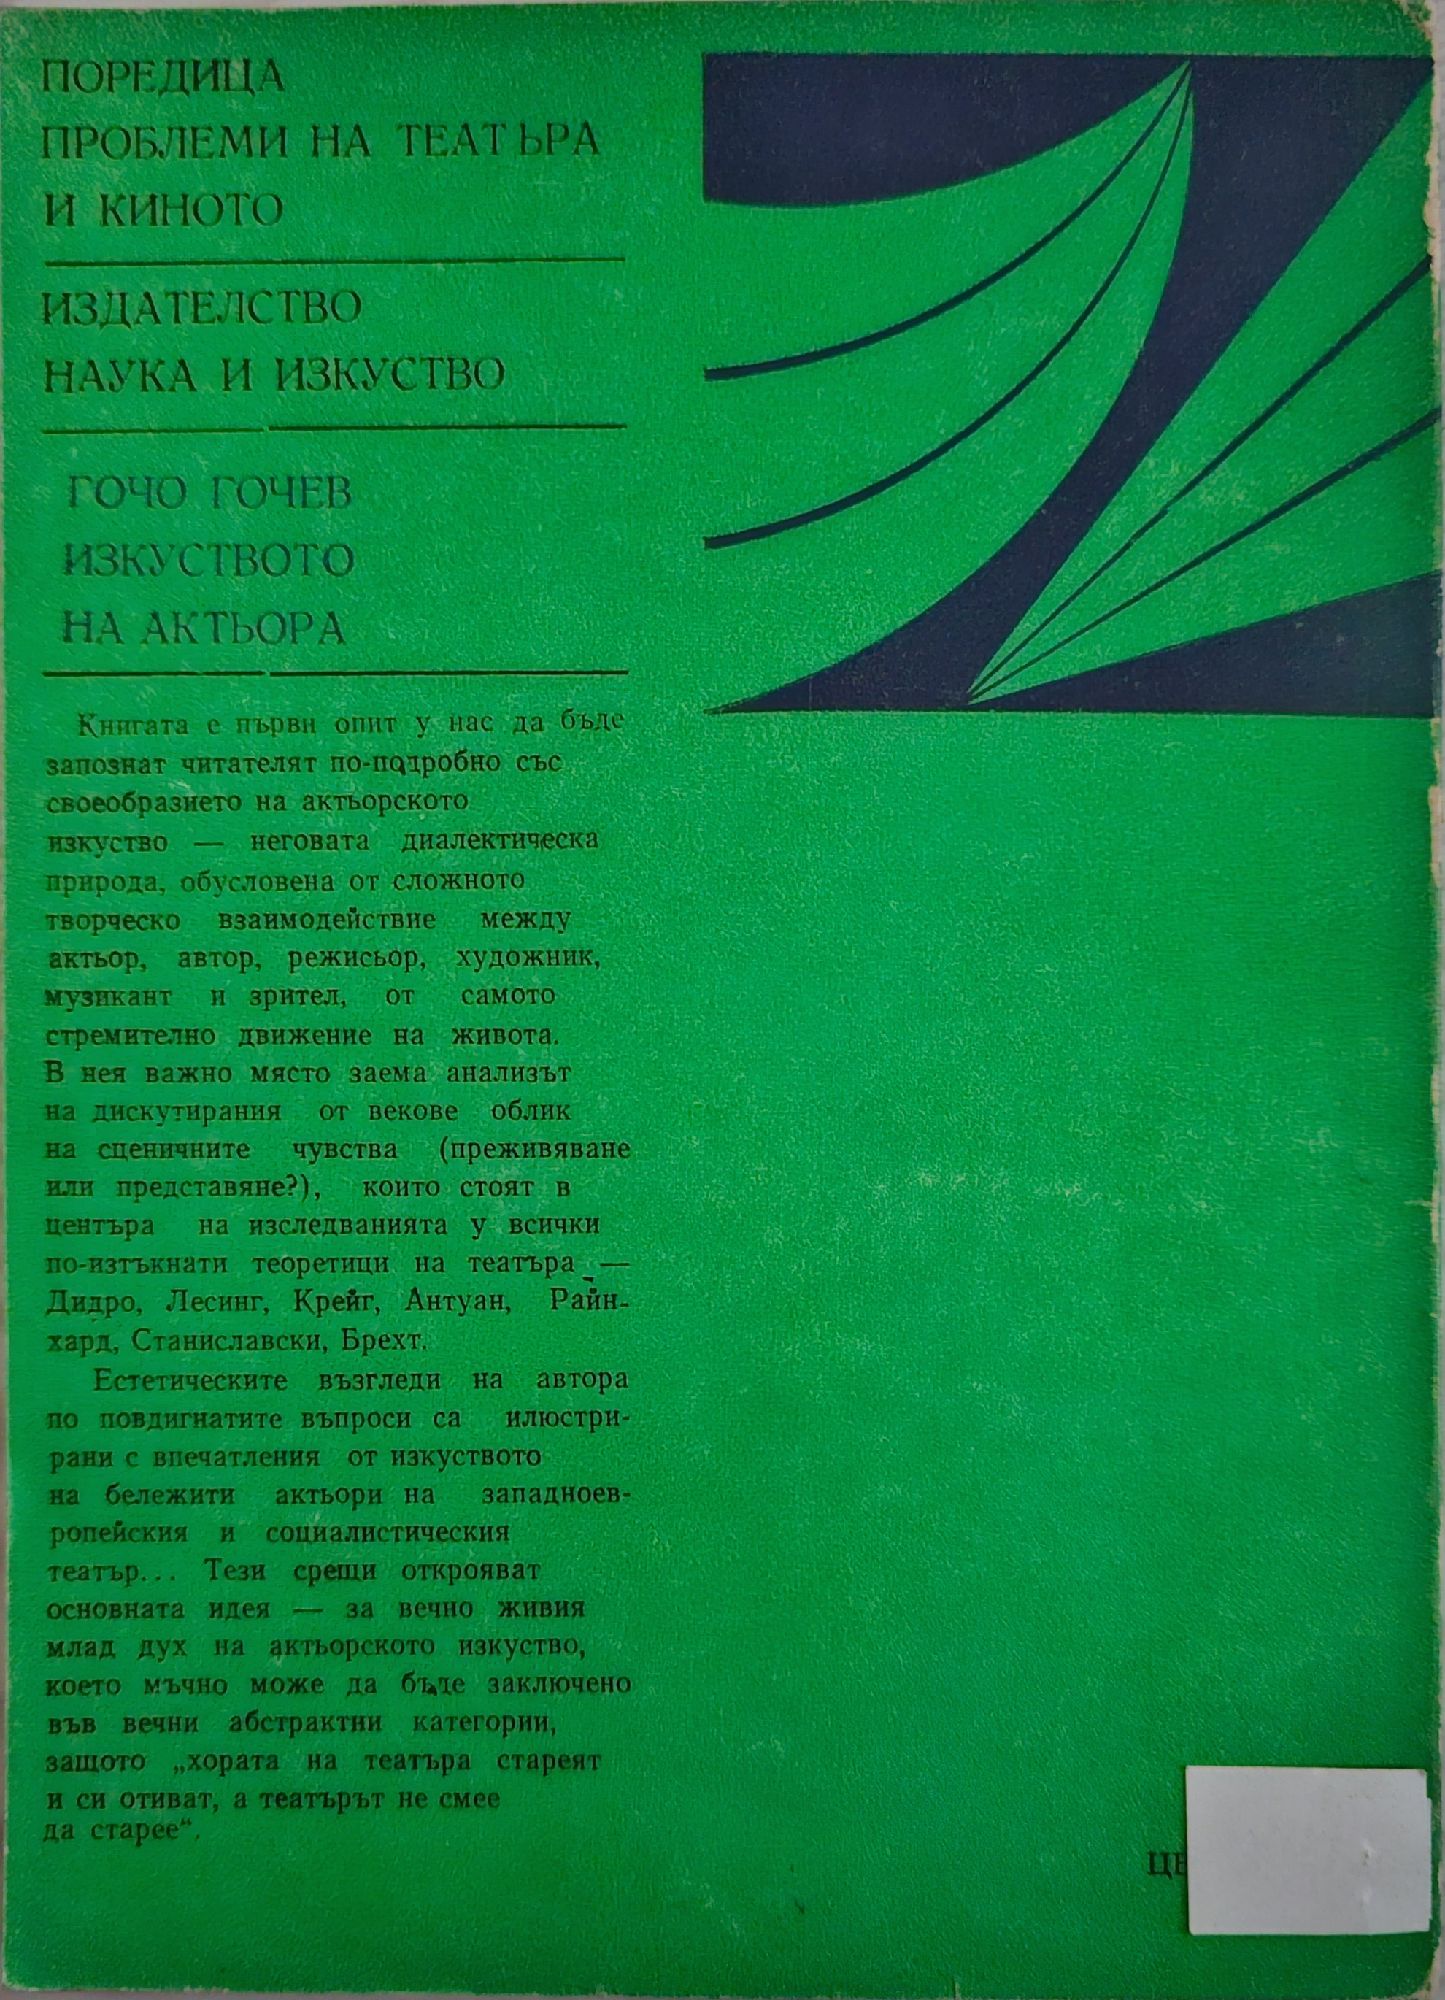 ПОРЕДИЦА
ПРОБЛЕМИ НА ТЕАТЪРА
И КИНОТО
ИЗДАТЕЛСТВО
НАУКА И ИЗКУСТВО
ГОЧО ГОЧЕВ
ИЗКУСТВОТО
НА АКТЬОРА
Книгата е първи опит у нас да бъде
запознат читателят по-подробно със
своеобразието на актьорското
изкуство — неговата диалектическа
природа, обусловена от сложното
творческо взаимодействие между
актьор, автор, режисьор, художник,
музикант и зрител, от самото
стремително движение на живота.
В нея важно място заема анализът
на дискутирания от векове облик
на сценичните чувства (преживяване
или представяне?), които стоят в
центъра на изследванията у всички
по-изтъкнати теоретици на театъра —
Дидро, Лесинг, Крейг, Антуан, Райн-
хард, Станиславски, Брехт.
Естетическите възгледи на автора
по повдигнатите въпроси са илюстри-
рани с впечатления от изкуството
на бележити актьори на западноев-
ропейския и социалистическия
театър... Тези срещи открояват
основната идея — за вечно живия
млад дух на актьорското изкуство,
което мъчно може да бъде заключено
във вечни абстрактни категории,
защото „хората на театъра стареят
и си отиват, а театърът не смее
да старее“.